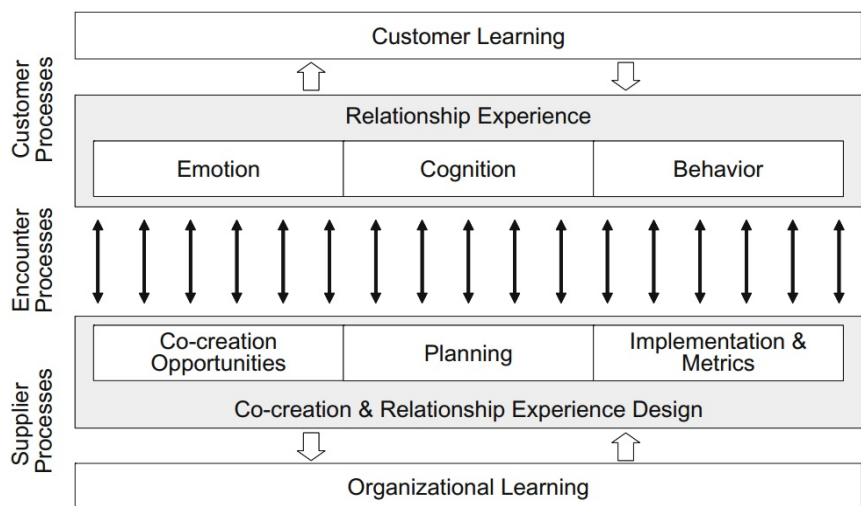 Customer Learning
Customer
Processes
Relationship Experience
Emotion
Cognition
Behavior
Encounter
Processes
Co-creation
Opportunities
Planning
Implementation &
Metrics
Supplier
Processes
Co-creation & Relationship Experience Design
Organizational Learning